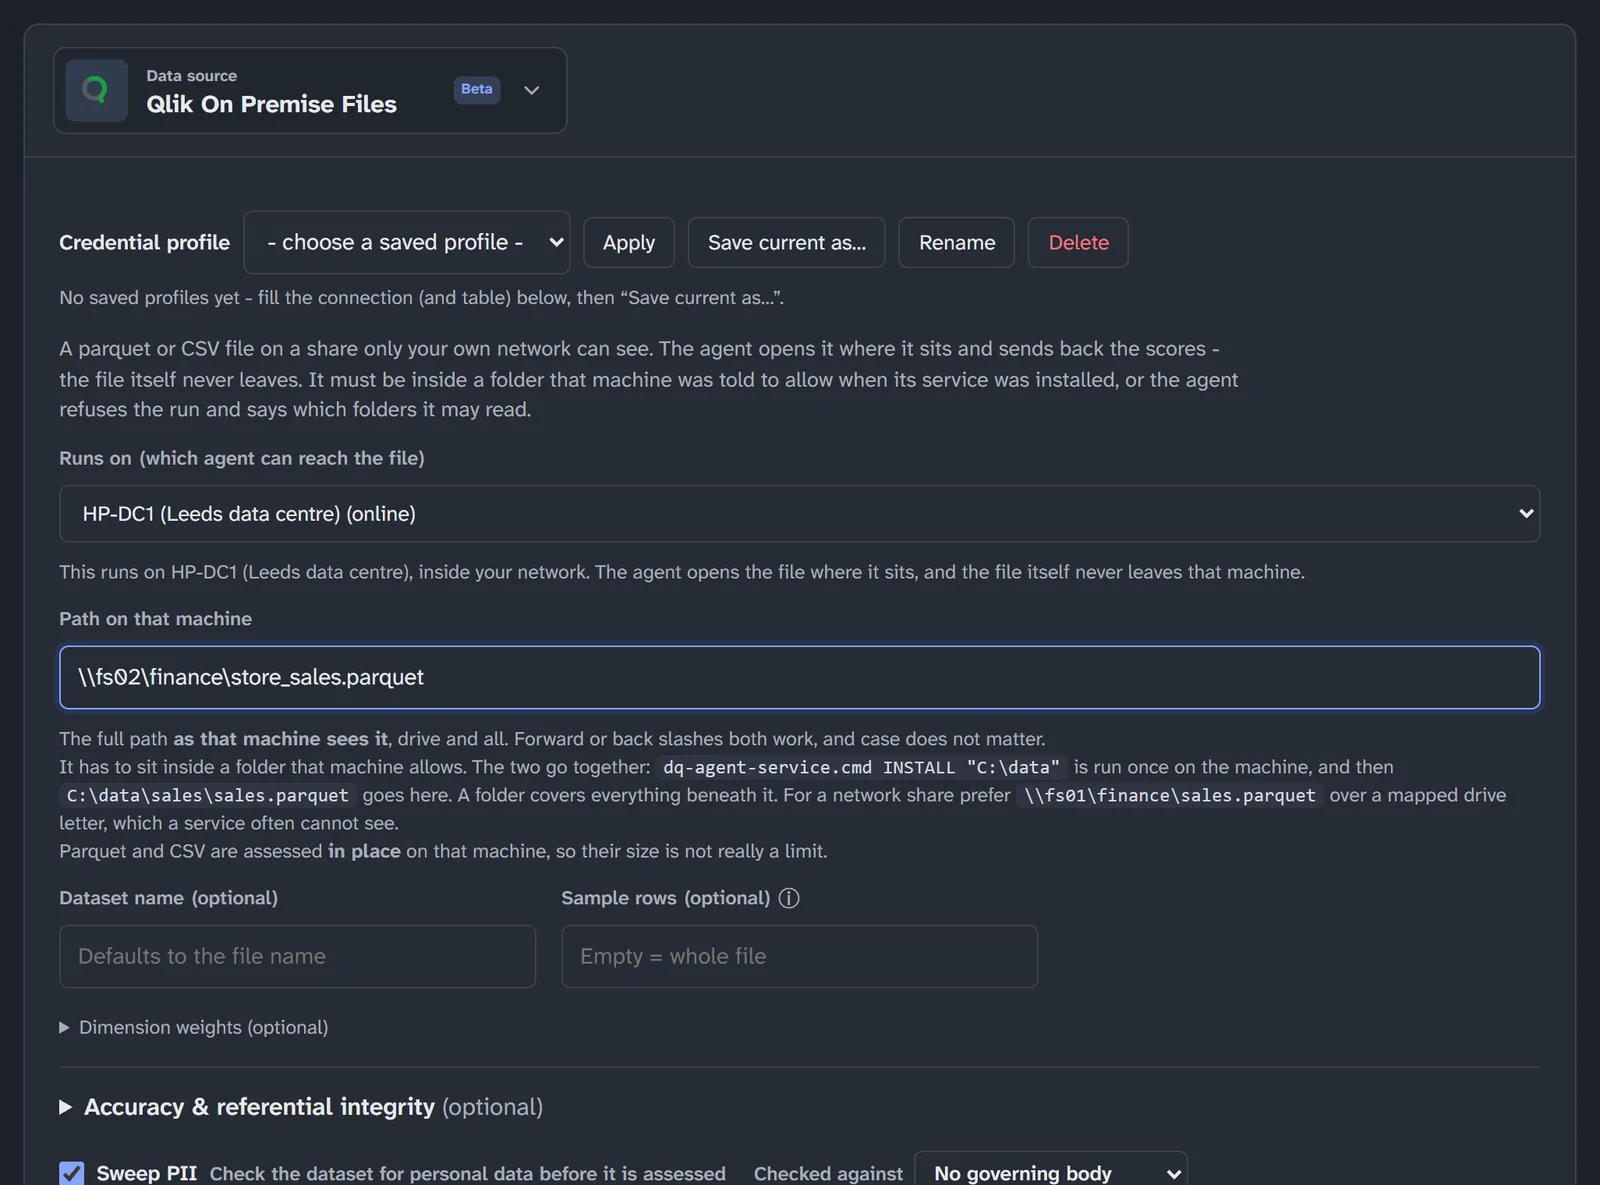 Data source
Qlik On Premise Files
Beta
Credential profile
- choose a saved profile -
Apply
Save current as...
Rename
Delete
No saved profiles yet - fill the connection (and table) below, then “Save current as...”.
A parquet or CSV file on a share only your own network can see. The agent opens it where it sits and sends back the scores -
the file itself never leaves. It must be inside a folder that machine was told to allow when its service was installed, or the agent
refuses the run and says which folders it may read.
Runs on (which agent can reach the file)
HP-DC1 (Leeds data centre) (online)
This runs on HP-DC1 (Leeds data centre), inside your network. The agent opens the file where it sits, and the file itself never leaves that machine.
Path on that machine
\\fs02\finance\store_sales.parquet
The full path as that machine sees it, drive and all. Forward or back slashes both work, and case does not matter.
It has to sit inside a folder that machine allows. The two go together: dq-agent-service.cmd INSTALL "C:\data" is run once on the machine, and then
C:\data\sales\sales.parquet goes here. A folder covers everything beneath it. For a network share prefer \\fs01\finance\sales.parquet over a mapped drive
letter, which a service often cannot see.
Parquet and CSV are assessed in place on that machine, so their size is not really a limit.
Dataset name (optional)
Sample rows (optional)
Defaults to the file name
Empty = whole file
Dimension weights (optional)
Accuracy & referential integrity (optional)
Sweep PII Check the dataset for personal data before it is assessed
Checked against
No governing body